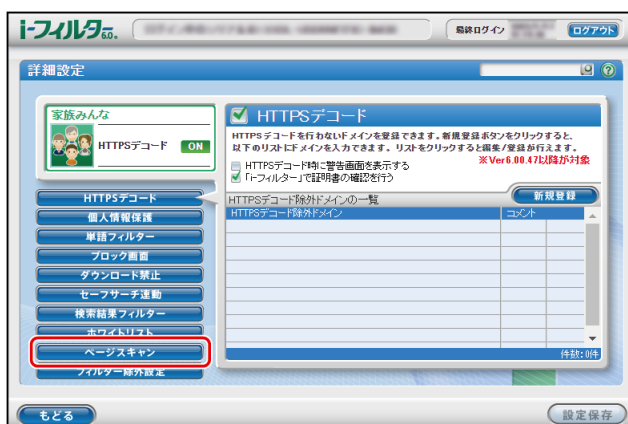 i-フィルター6.0.
最終ログイン
ログアウト
詳細設定
家族みんな
HTTPSデコード ON
HTTPSデコード
個人情報保護
単語フィルター
ブロック画面
ダウンロード禁止
セーフサーチ連動
検索結果フィルター
ホワイトリスト
ページスキャン
フィルター除外設定
HTTPSデコード
HTTPSデコードを行わないドメインを登録できます。新規登録ボタンをクリックすると、
以下のリストにドメインを入力できます。リストをクリックすると編集/登録が行えます。
※Ver6.00.47以降が対象
HTTPSデコード時に警告画面を表示する
「i-フィルター」で証明書の確認を行う
新規登録
HTTPSデコード除外ドメインの一覧
HTTPSデコード除外ドメイン コメント
件数:0件
もどる
設定保存